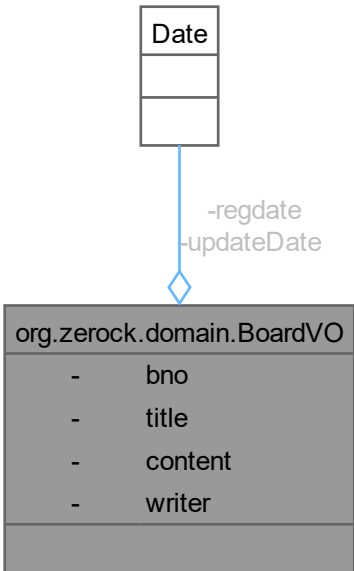 Date
-regdate
-updateDate
org.zerock.domain.BoardVO
- bno
- title
- content
- writer